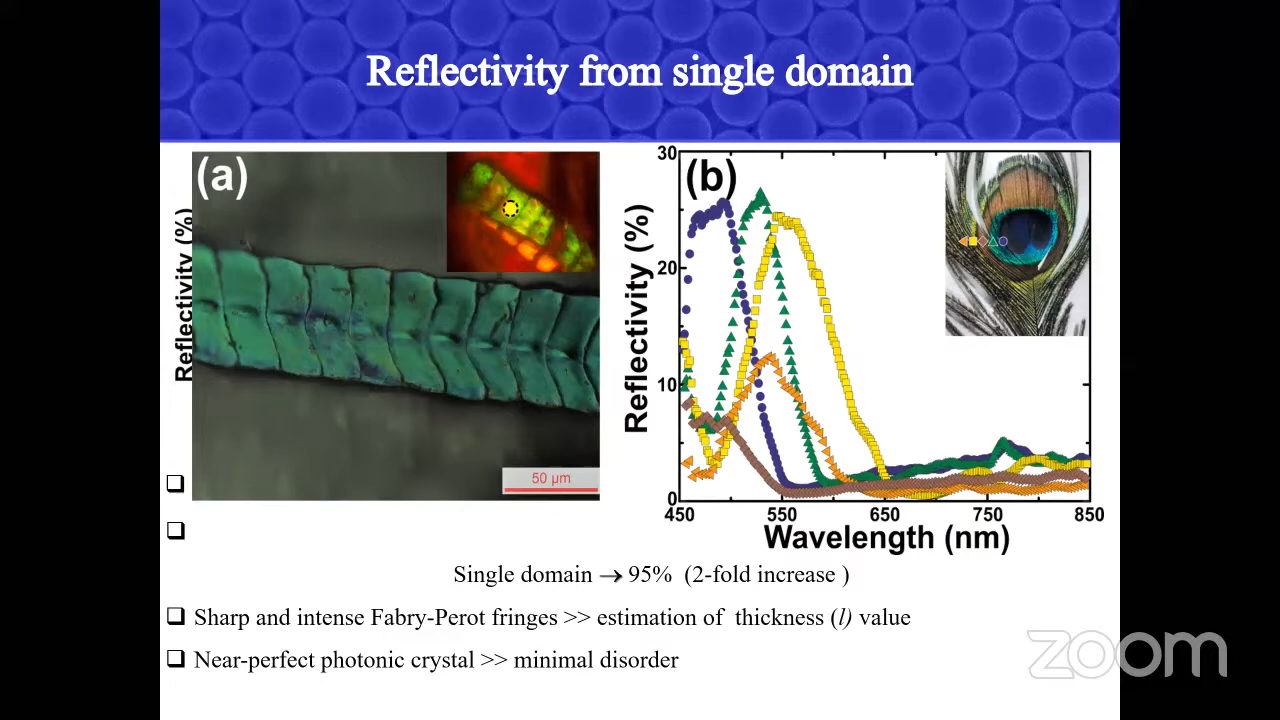 Reflectivity from single domain
(a)
Reflectivity (%)
50 μm
(b)
Reflectivity (%)
30
20
10
0
450 550 650 750 850
Wavelength (nm)
Single domain → 95% (2-fold increase )
❑ Sharp and intense Fabry-Perot fringes >> estimation of thickness (l) value
❑ Near-perfect photonic crystal >> minimal disorder
zoom